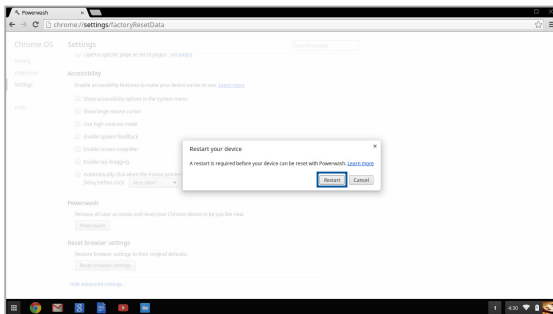 Powerwash
chrome://settings/factoryResetData
Chrome OS
Settings
Open a specific page or set of pages. Set pages
History
Extensions
Settings
Help
Accessibility
Enable accessibility features to make your device easier to use. Learn more
Show accessibility options in the system menu
Show large mouse cursor
Use high contrast mode
Enable spoken feedback
Enable screen magnifier
Enable tap dragging
Automatically click when the mouse pointer
Delay before click: very short
Restart your device
A restart is required before your device can be reset with Powerwash. Learn more
Restart Cancel
Powerwash
Remove all user accounts and reset your Chrome device to be just like new.
Powerwash
Reset browser settings
Restore browser settings to their original defaults.
Reset browser settings
Hide advanced settings...
1 4:30